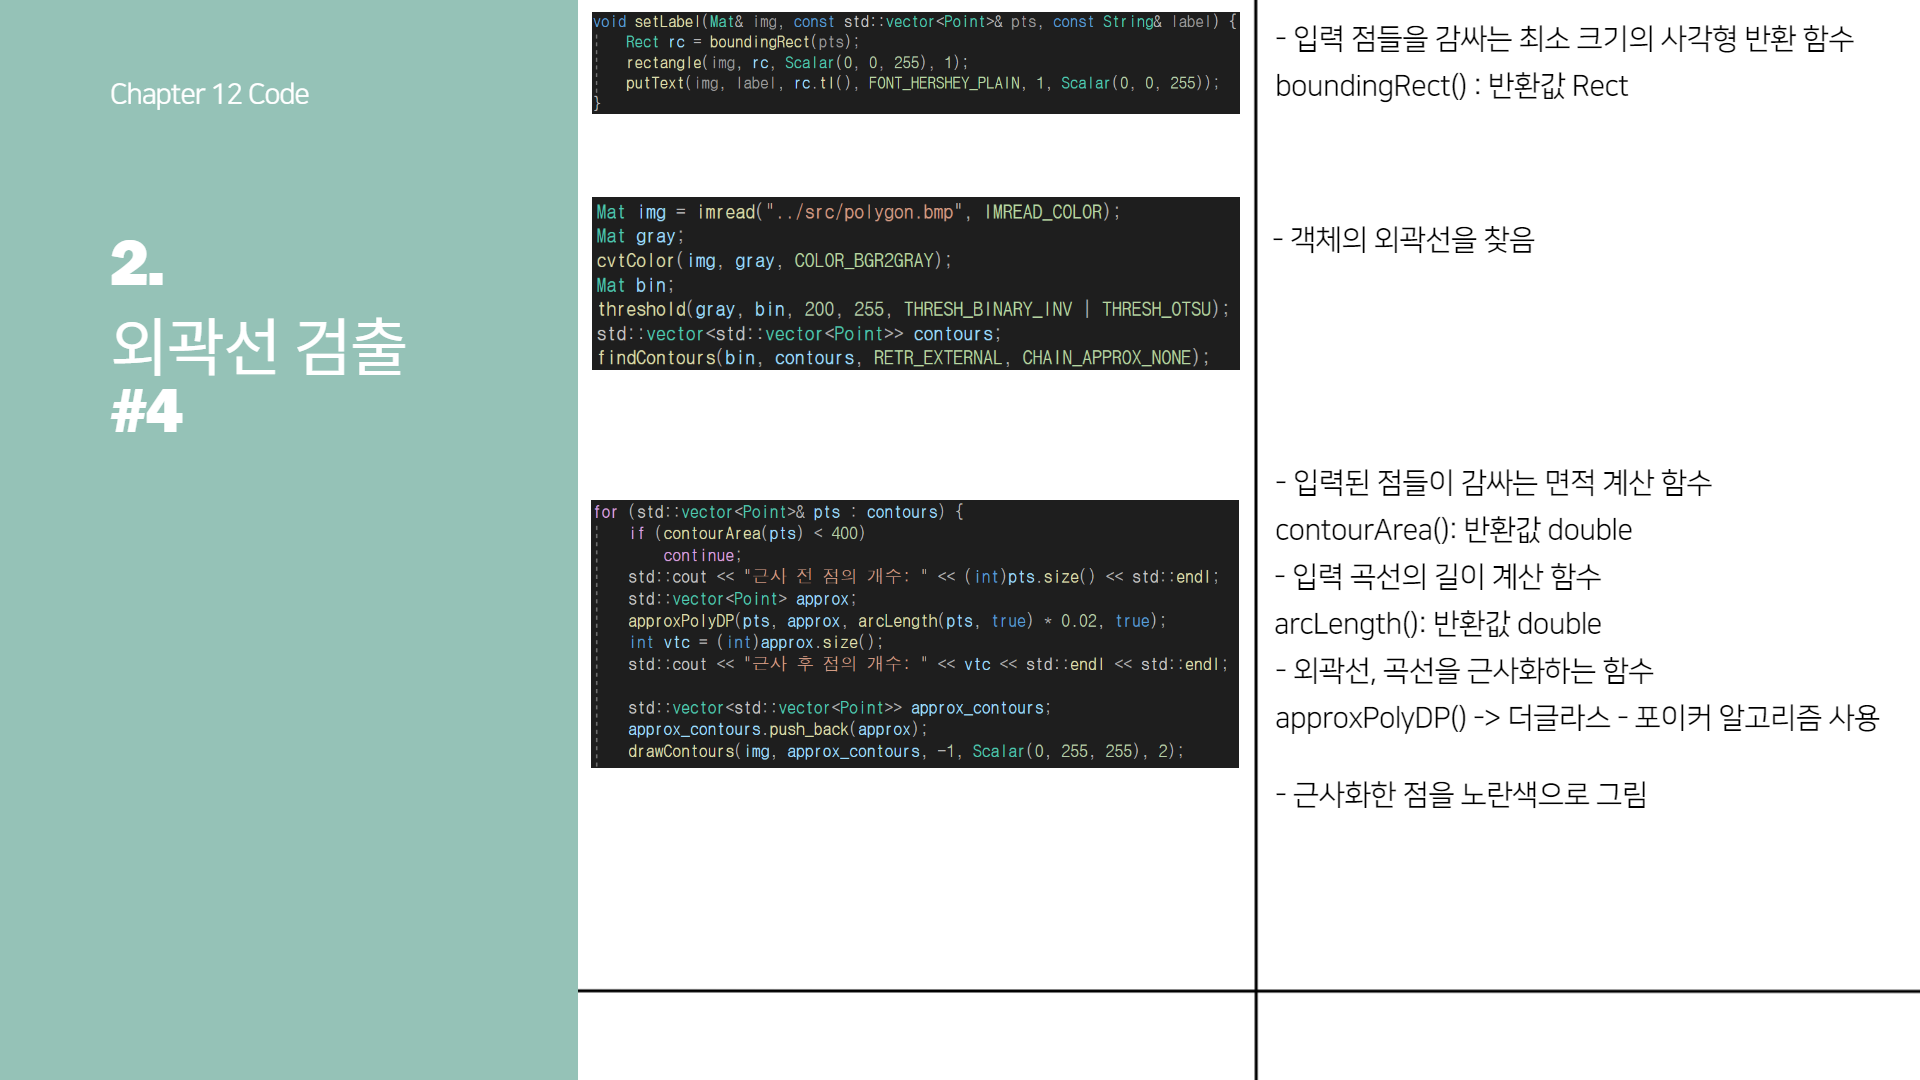 Chapter 12 Code
2.
외곽선 검출
#4
void setLabel(Mat& img, const std::vector<Point>& pts, const String& label) {
Rect rc = boundingRect(pts);
rectangle(img, rc, Scalar(0, 0, 255), 1);
putText(img, label, rc.tl(), FONT_HERSHEY_PLAIN, 1, Scalar(0, 0, 255));
}
- 입력 점들을 감싸는 최소 크기의 사각형 반환 함수
boundingRect() : 반환값 Rect
Mat img = imread("../src/polygon.bmp", IMREAD_COLOR);
Mat gray;
cvtColor(img, gray, COLOR_BGR2GRAY);
Mat bin;
threshold(gray, bin, 200, 255, THRESH_BINARY_INV | THRESH_OTSU);
std::vector<std::vector<Point>> contours;
findContours(bin, contours, RETR_EXTERNAL, CHAIN_APPROX_NONE);
- 객체의 외곽선을 찾음
for (std::vector<Point>& pts : contours) {
if (contourArea(pts) < 400)
continue;
std::cout << "근사 전 점의 개수: " << (int)pts.size() << std::endl;
std::vector<Point> approx;
approxPolyDP(pts, approx, arcLength(pts, true) * 0.02, true);
int vtc = (int)approx.size();
std::cout << "근사 후 점의 개수: " << vtc << std::endl << std::endl;
std::vector<std::vector<Point>> approx_contours;
approx_contours.push_back(approx);
drawContours(img, approx_contours, -1, Scalar(0, 255, 255), 2);
- 입력된 점들이 감싸는 면적 계산 함수
contourArea(): 반환값 double
- 입력 곡선의 길이 계산 함수
arcLength(): 반환값 double
- 외곽선, 곡선을 근사화하는 함수
approxPolyDP() -> 더글라스 - 포이커 알고리즘 사용
- 근사화한 점을 노란색으로 그림